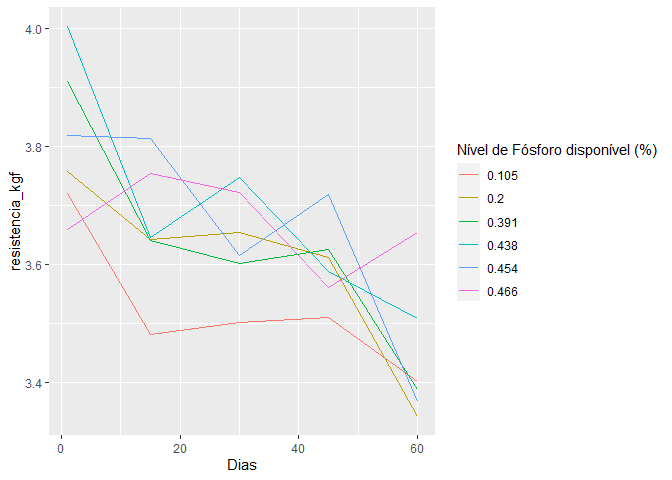 4.0
3.8
3.6
3.4
resistencia_kgf
0 20 40 60
Dias
Nível de Fósforo disponível (%)
0.105
0.2
0.391
0.438
0.454
0.466